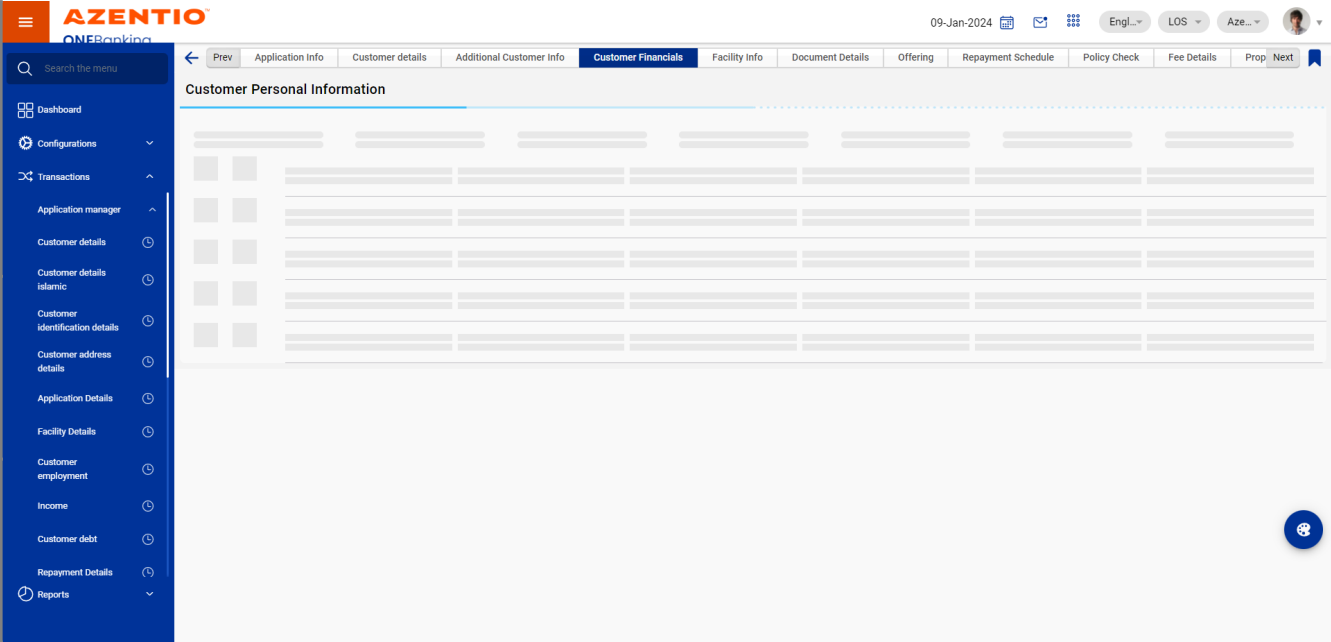 AZENTIO™
ONEBanking
09-Jan-2024
Engl...
LOS
Aze...
Search the menu
Prev
Application Info
Customer details
Additional Customer Info
Customer Financials
Facility Info
Document Details
Offering
Repayment Schedule
Policy Check
Fee Details
Prop
Next
Customer Personal Information
Dashboard
Configurations
Transactions
Application manager
Customer details
Customer details
islamic
Customer
identification details
Customer address
details
Application Details
Facility Details
Customer
employment
Income
Customer debt
Repayment Details
Reports